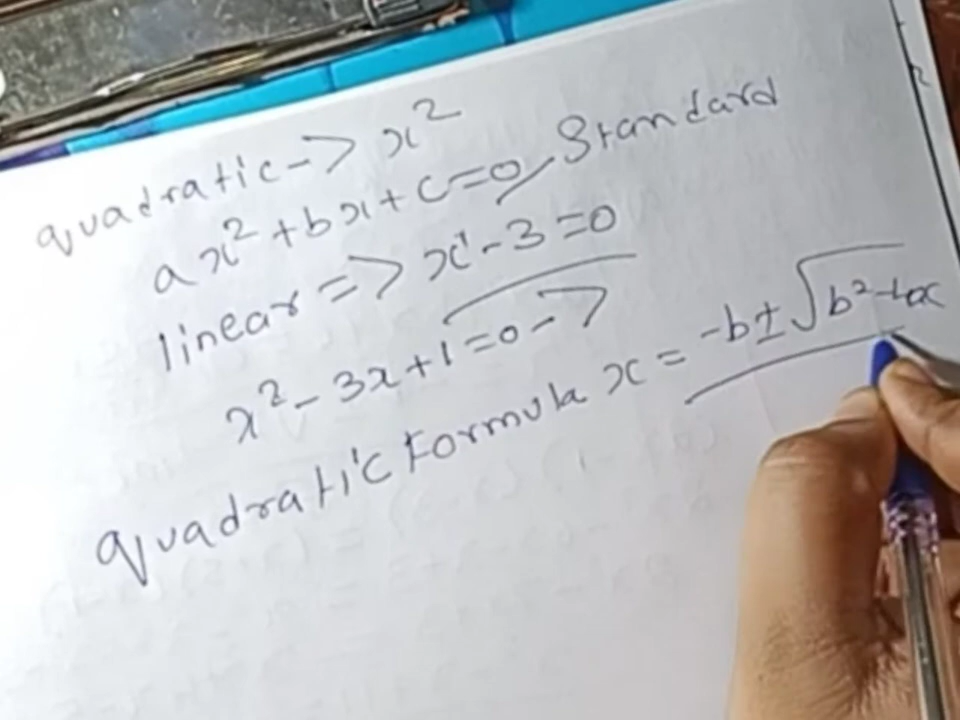 quadratic -> x²
ax² + bx + c = 0, Standard
linear => x¹ - 3 = 0
x² - 3x + 1 = 0 ->
quadratic formula x = -b ± √b² - 4ac